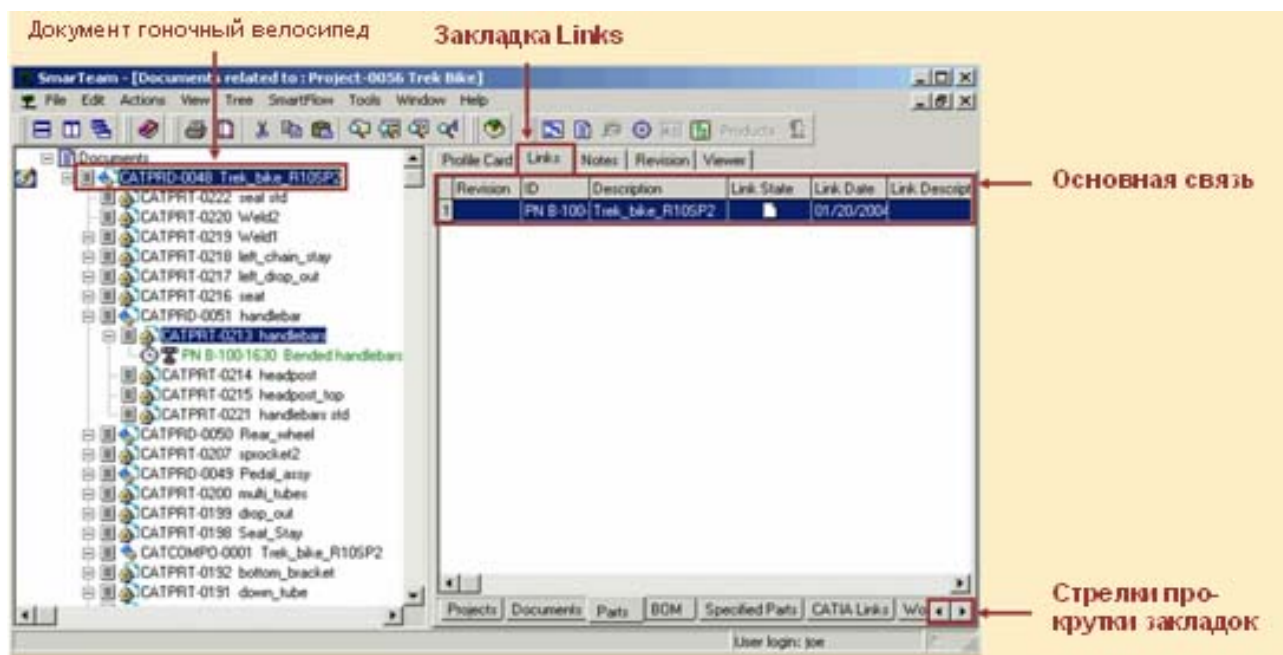 Документ гоночный велосипед
Закладка Links
SmarTeam - [Documents related to : Project-0056 Trek Bike]
File Edit Actions View Tree SmartFlow Tools Window Help
Products
Documents
CATPRD-0048 Trek_bike_R10SP2
CATPRT-0222 seal std
CATPRT-0220 Weld2
CATPRT-0219 Weld1
CATPRT-0218 left_chain_stay
CATPRT-0217 left_drop_out
CATPRT-0216 seat
CATPRD-0051 handlebar
CATPRT-0213 handlebars
PN B-100-1630 Bended handlebars
CATPRT-0214 headpost
CATPRT-0215 headpost_top
CATPRT-0221 handlebars std
CATPRD-0050 Rear_wheel
CATPRT-0207 sprocket2
CATPRD-0049 Pedal_assy
CATPRT-0200 multi_tubes
CATPRT-0199 drop_out
CATPRT-0198 Seat_Stay
CATCOMPO-0001 Trek_bike_R10SP2
CATPRT-0192 bottom_bracket
CATPRT-0191 down_tube
Profile Card Links Notes Revision Viewer
Revision ID Description Link State Link Date Link Descript
1 PN B-100- Trek_bike_R10SP2 01/20/2004
Основная связь
Projects Documents Parts BOM Specified Parts CATIA Links Wo
Стрелки про-
крутки закладок
User login: joe